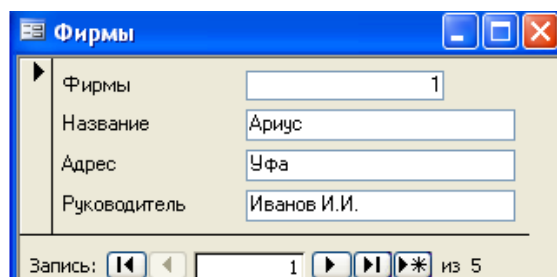 Фирмы
Фирмы 1
Название Ариус
Адрес Уфа
Руководитель Иванов И.И.
Запись: 1 из 5